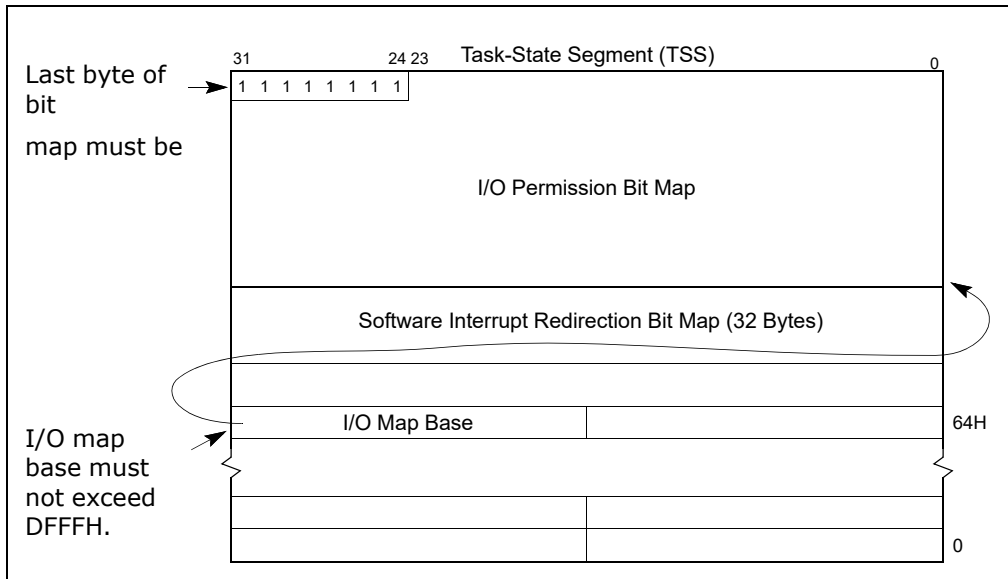 31 24 23 Task-State Segment (TSS) 0
Last byte of
bit
map must be
1 1 1 1 1 1 1 1
I/O Permission Bit Map
Software Interrupt Redirection Bit Map (32 Bytes)
I/O Map Base 64H
I/O map
base must
not exceed
DFFFH.
0